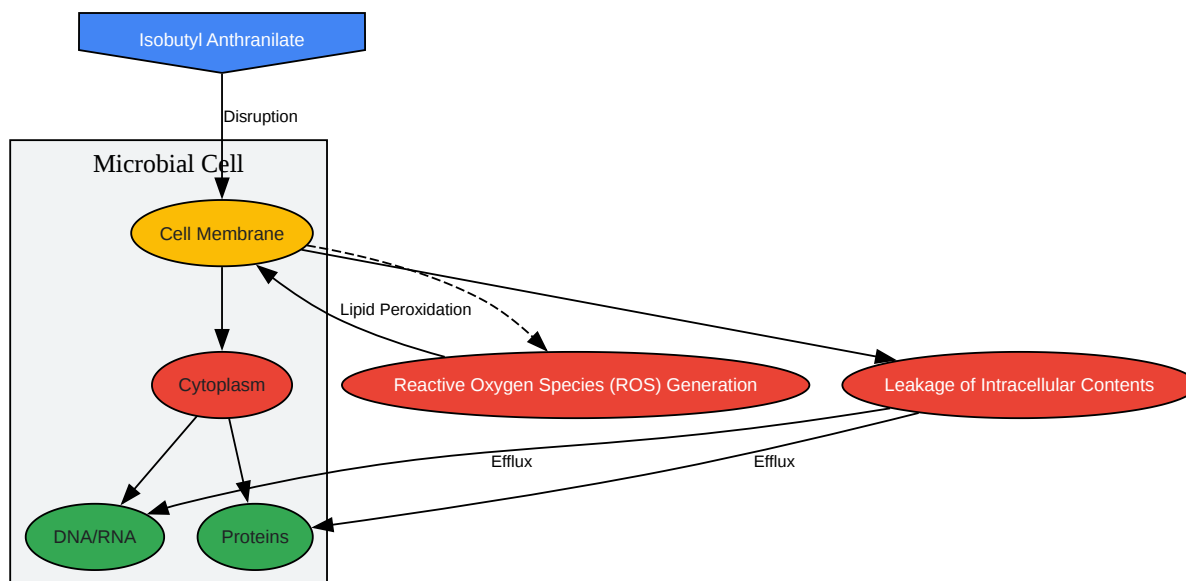 Isobutyl Anthranilate
Disruption
Microbial Cell
Cell Membrane
Lipid Peroxidation
Cytoplasm
Reactive Oxygen Species (ROS) Generation
Leakage of Intracellular Contents
Efflux
Efflux
DNA/RNA
Proteins